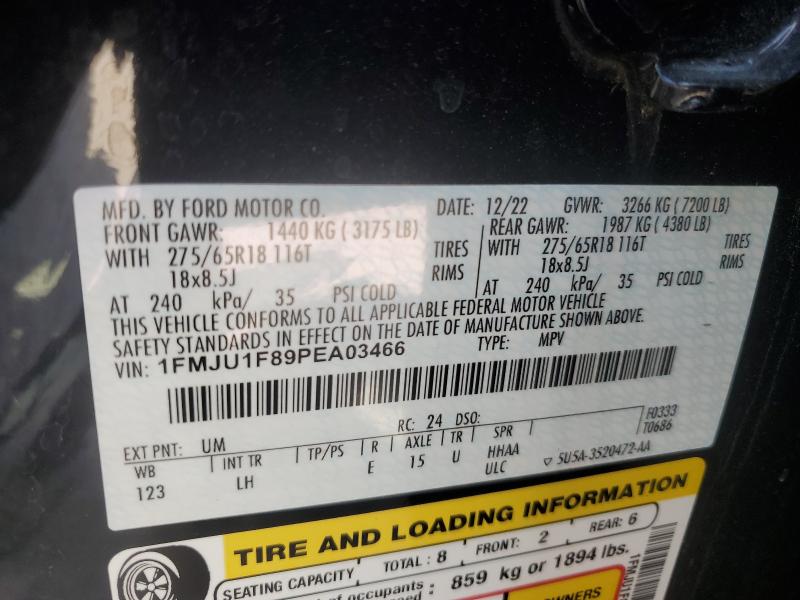 MFD. BY FORD MOTOR CO. DATE: 12/22 GVWR: 3266 KG ( 7200 LB)
FRONT GAWR: 1440 KG ( 3175 LB) REAR GAWR: 1987 KG ( 4380 LB)
WITH 275/65R18 116T TIRES WITH 275/65R18 116T TIRES
18x8.5J RIMS 18x8.5J RIMS
AT 240 kPa/ 35 PSI COLD AT 240 kPa/ 35 PSI COLD
THIS VEHICLE CONFORMS TO ALL APPLICABLE FEDERAL MOTOR VEHICLE
SAFETY STANDARDS IN EFFECT ON THE DATE OF MANUFACTURE SHOWN ABOVE.
VIN: 1FMJU1F89PEA03466 TYPE: MPV
F0333
T0686
EXT PNT: UM RC: 24 DSO:
WB INT TR TP/PS R AXLE TR SPR
123 LH E 15 U HHAA
ULC ▽ 5U5A-3520472-AA
TIRE AND LOADING INFORMATION
SEATING CAPACITY TOTAL : 8 FRONT: 2 REAR: 6
of occupants : 859 kg or 1894 lbs.
OWNERS